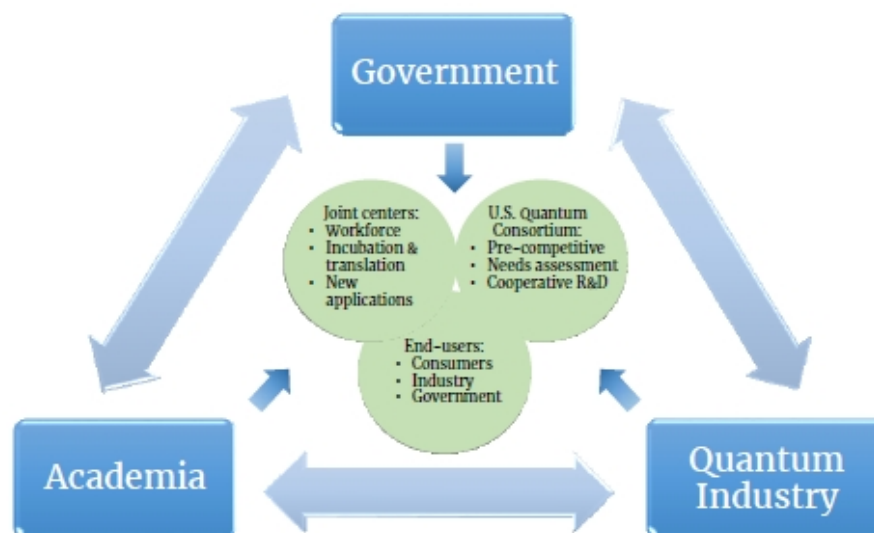 Government
Joint centers:
• Workforce
• Incubation &
translation
• New
applications
U.S. Quantum
Consortium:
• Pre-competitive
• Needs assessment
• Cooperative R&D
End-users:
• Consumers
• Industry
• Government
Academia
Quantum
Industry